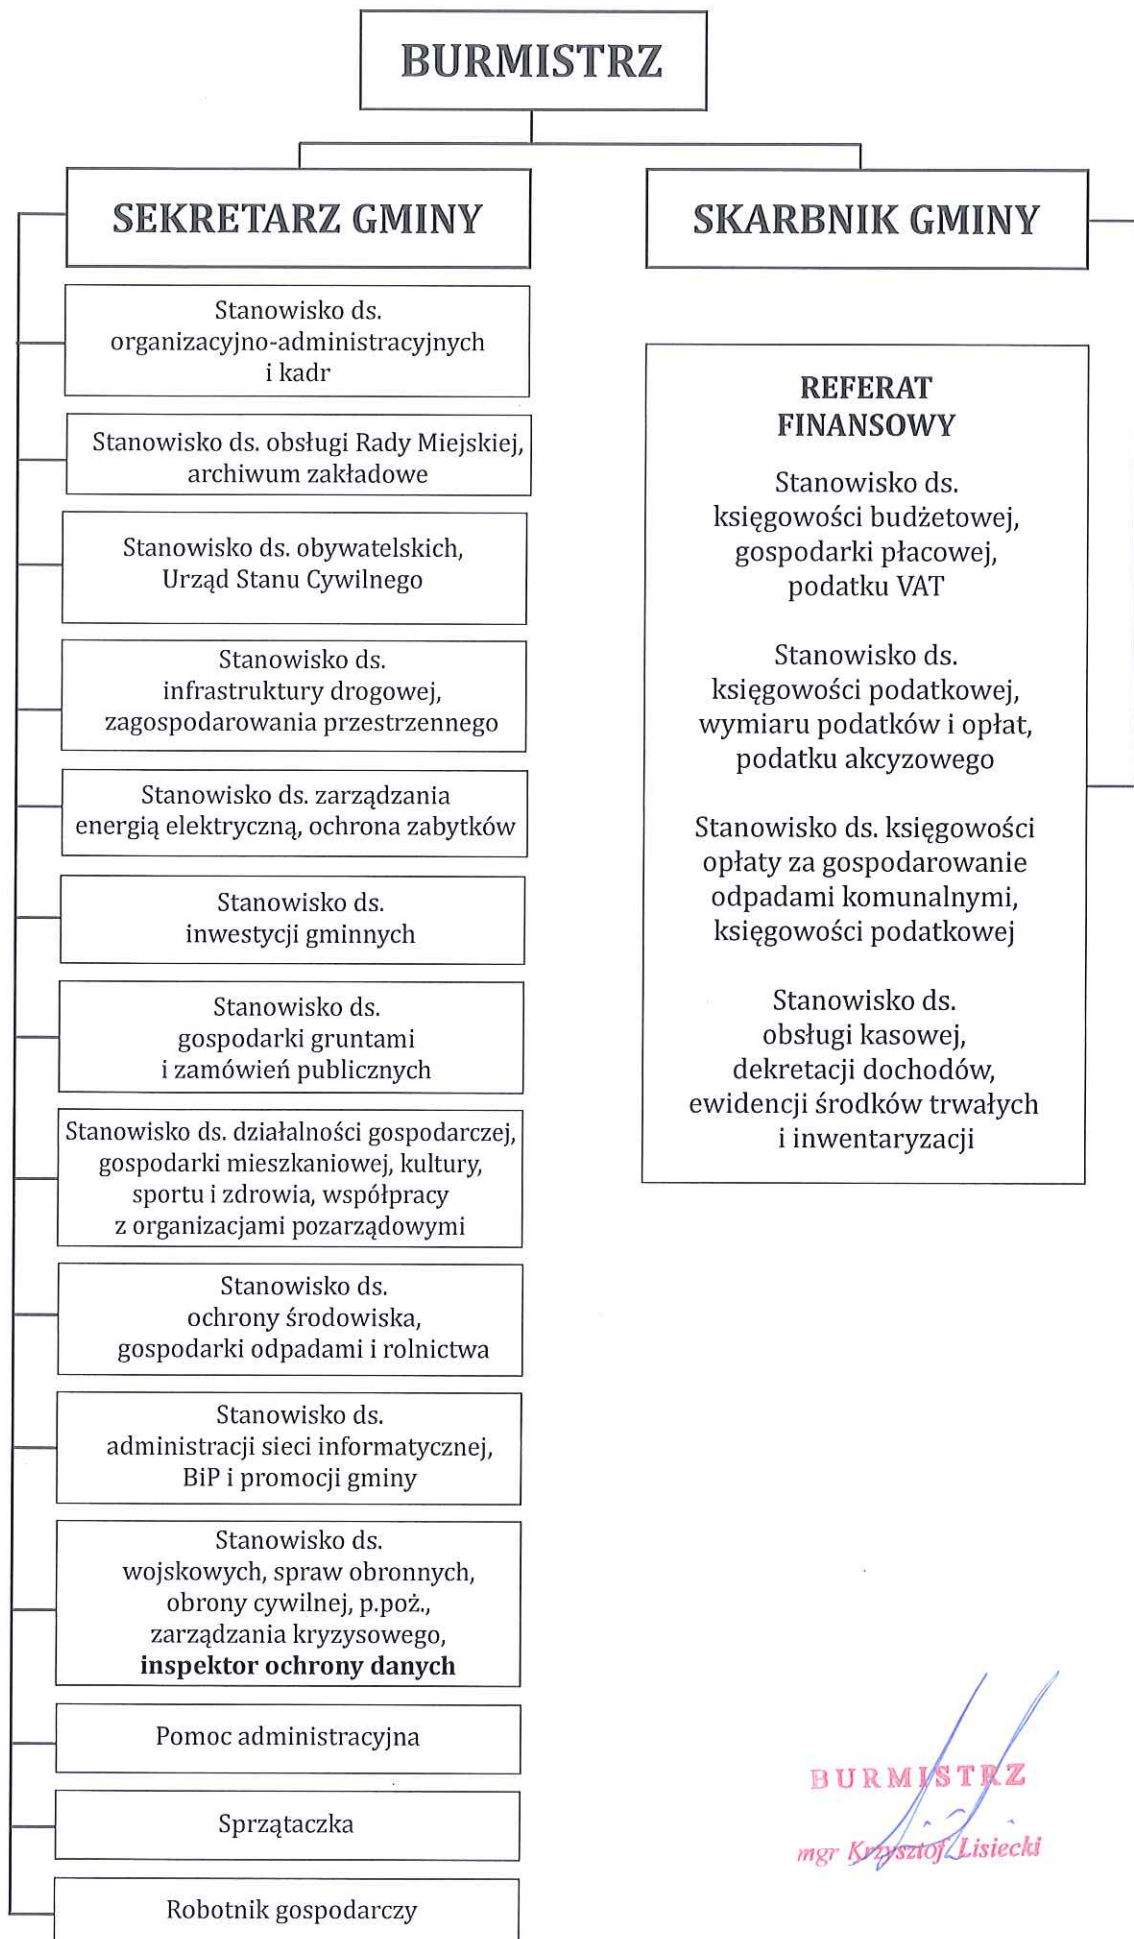 BURMISTRZ
SEKRETARZ GMINY
Stanowisko ds.
organizacyjno-administracyjnych
i kadr
Stanowisko ds. obsługi Rady Miejskiej,
archiwum zakładowe
Stanowisko ds. obywatelskich,
Urząd Stanu Cywilnego
Stanowisko ds.
infrastruktury drogowej,
zagospodarowania przestrzennego
Stanowisko ds. zarządzania
energią elektryczną, ochrona zabytków
Stanowisko ds.
inwestycji gminnych
Stanowisko ds.
gospodarki gruntami
i zamówień publicznych
Stanowisko ds. działalności gospodarczej,
gospodarki mieszkaniowej, kultury,
sportu i zdrowia, współpracy
z organizacjami pozarządowymi
Stanowisko ds.
ochrony środowiska,
gospodarki odpadami i rolnictwa
Stanowisko ds.
administracji sieci informatycznej,
BiP i promocji gminy
Stanowisko ds.
wojskowych, spraw obronnych,
obrony cywilnej, p.poż.,
zarządzania kryzysowego,
inspektor ochrony danych
Pomoc administracyjna
Sprzątaczka
Robotnik gospodarczy
SKARBNIK GMINY
REFERAT
FINANSOWY
Stanowisko ds.
księgowości budżetowej,
gospodarki płacowej,
podatku VAT
Stanowisko ds.
księgowości podatkowej,
wymiaru podatków i opłat,
podatku akcyzowego
Stanowisko ds. księgowości
opłaty za gospodarowanie
odpadami komunalnymi,
księgowości podatkowej
Stanowisko ds.
obsługi kasowej,
dekretacji dochodów,
ewidencji środków trwałych
i inwentaryzacji
BURMISTRZ
mgr Krzysztof Lisiecki